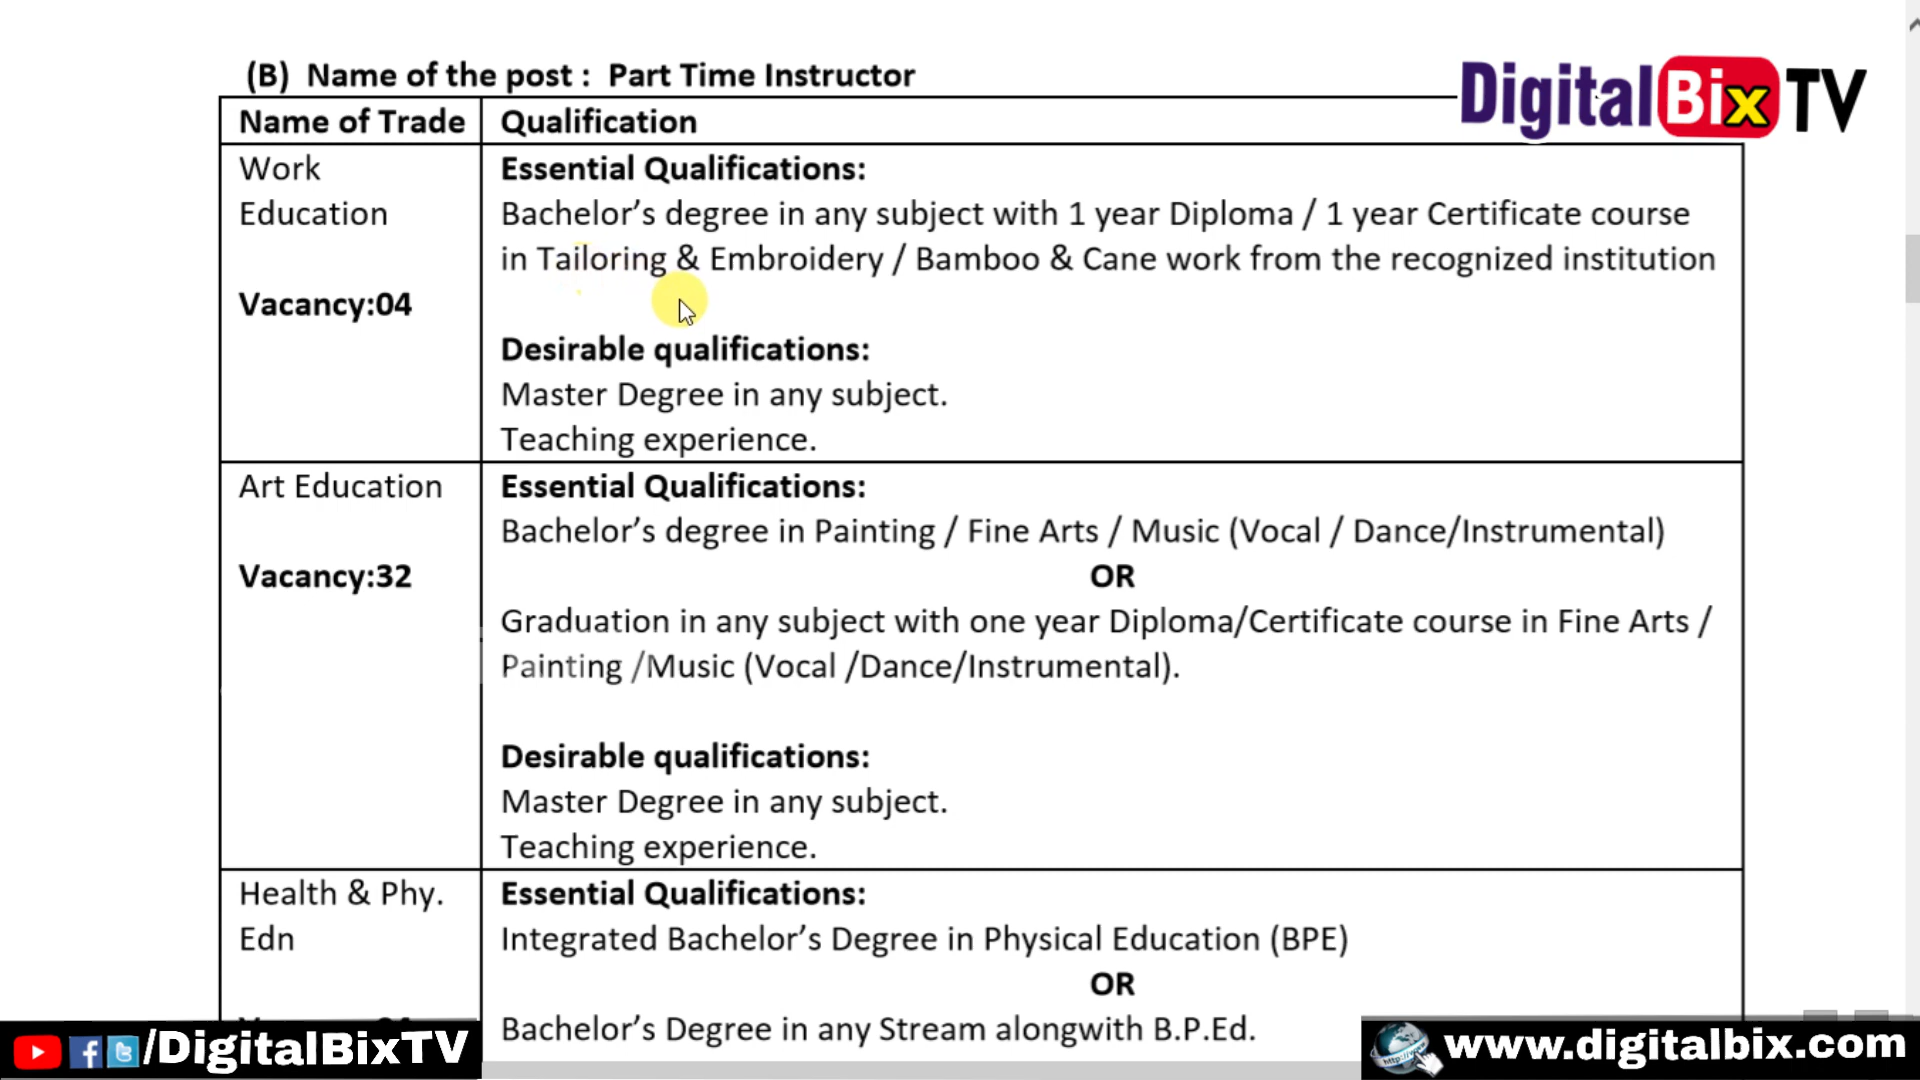 (B) Name of the post : Part Time Instructor
DigitalBixTV
Name of Trade
Qualification
Work
Education
Vacancy:04
Essential Qualifications:
Bachelor’s degree in any subject with 1 year Diploma / 1 year Certificate course
in Tailoring & Embroidery / Bamboo & Cane work from the recognized institution
Desirable qualifications:
Master Degree in any subject.
Teaching experience.
Art Education
Vacancy:32
Essential Qualifications:
Bachelor’s degree in Painting / Fine Arts / Music (Vocal / Dance/Instrumental)
OR
Graduation in any subject with one year Diploma/Certificate course in Fine Arts /
Painting /Music (Vocal /Dance/Instrumental).
Desirable qualifications:
Master Degree in any subject.
Teaching experience.
Health & Phy.
Edn
Essential Qualifications:
Integrated Bachelor’s Degree in Physical Education (BPE)
OR
Bachelor’s Degree in any Stream alongwith B.P.Ed.
/DigitalBixTV
www.digitalbix.com